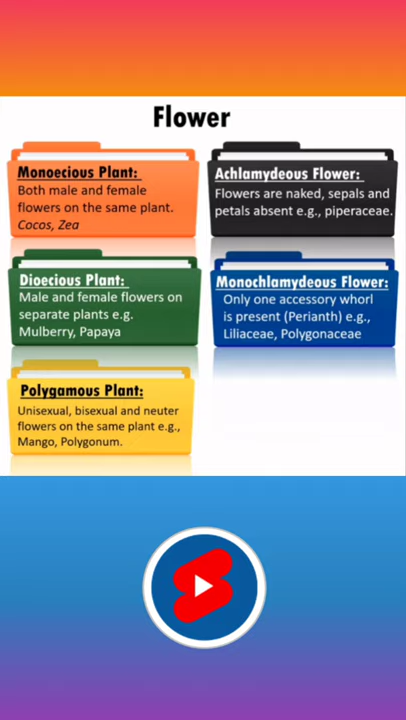 Flower
Monoecious Plant:
Both male and female
flowers on the same plant.
Cocos, Zea
Dioecious Plant:
Male and female flowers on
separate plants e.g.
Mulberry, Papaya
Polygamous Plant:
Unisexual, bisexual and neuter
flowers on the same plant e.g.,
Mango, Polygonum.
Achlamydeous Flower:
Flowers are naked, sepals and
petals absent e.g., piperaceae.
Monochlamydeous Flower:
Only one accessory whorl
is present (Perianth) e.g.,
Liliaceae, Polygonaceae